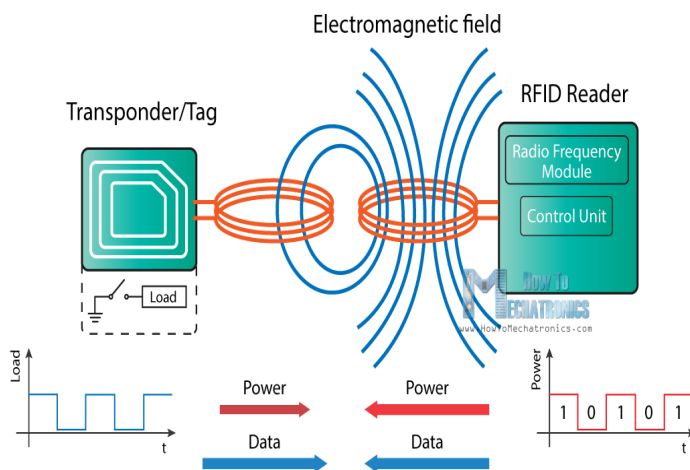 Electromagnetic field
Transponder/Tag
RFID Reader
Radio Frequency
Module
Control Unit
Load
How To
MECHATRONICS
www.HowToMechatronics.com
Load
t
Power
Power
Data
Data
Power
1 0 1 0 1
t